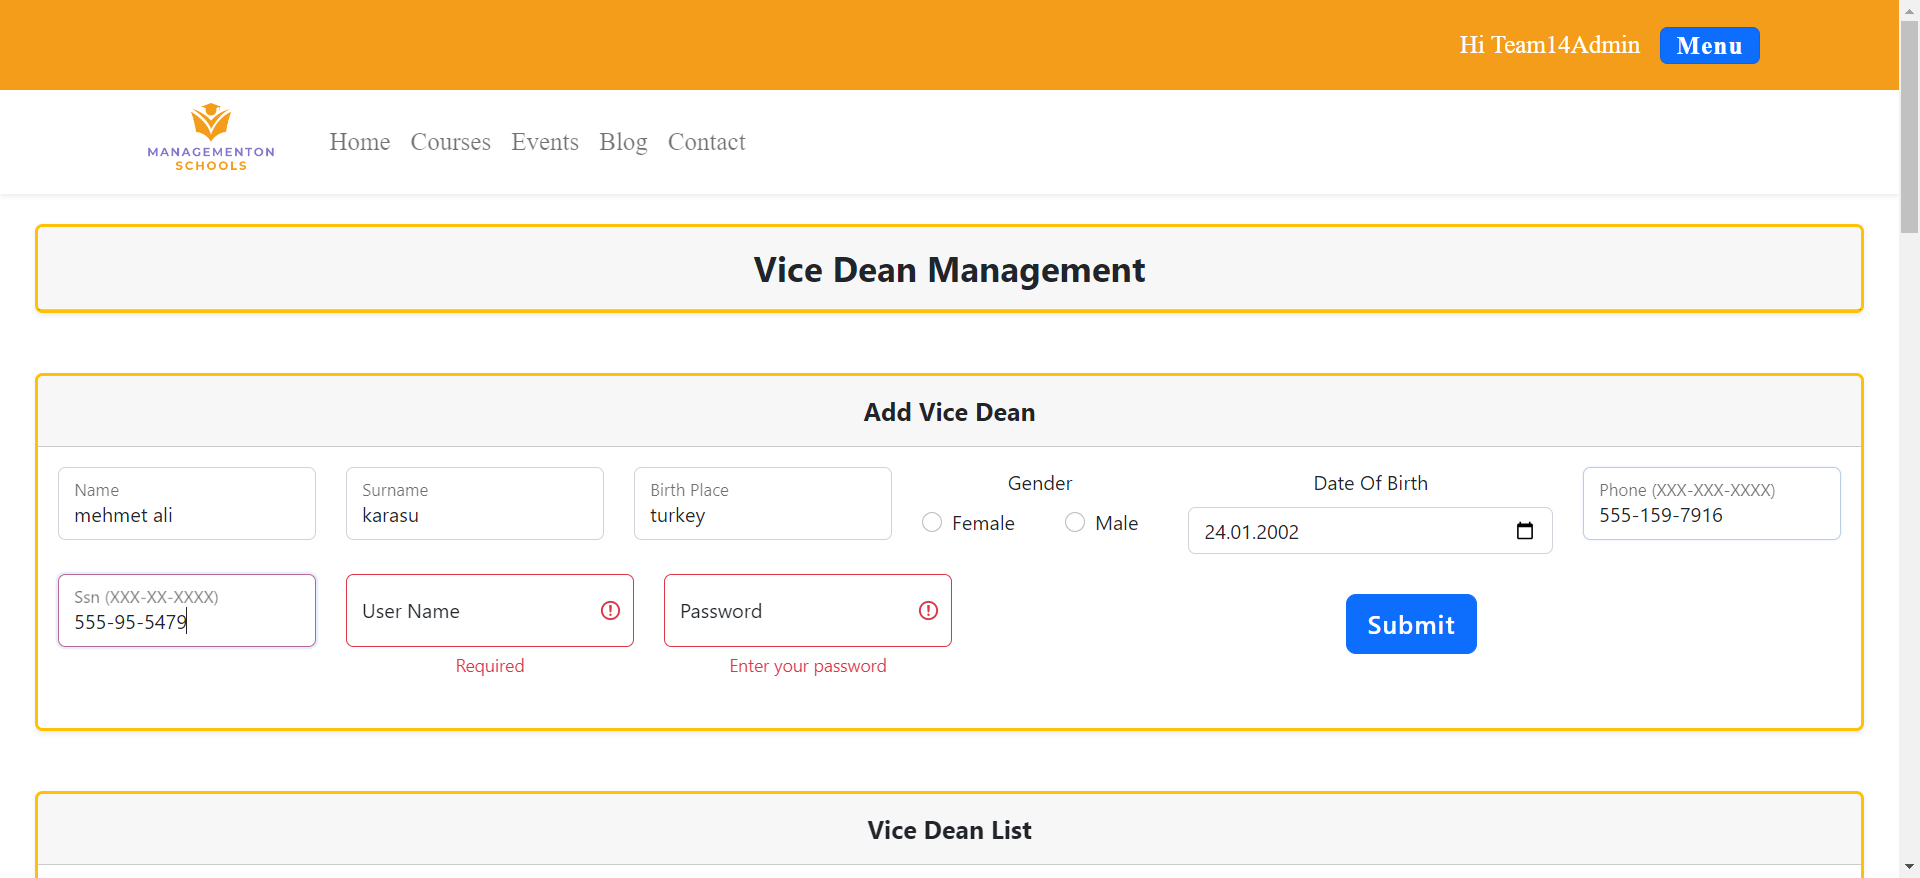 Hi Team14Admin Menu
MANAGEMENTON
SCHOOLS
Home Courses Events Blog Contact
Vice Dean Management
Add Vice Dean
Name
mehmet ali
Surname
karasu
Birth Place
turkey
Gender
Female Male
Date Of Birth
24.01.2002
Phone (XXX-XXX-XXXX)
555-159-7916
Ssn (XXX-XX-XXXX)
555-95-5479
User Name
Required
Password
Enter your password
Submit
Vice Dean List